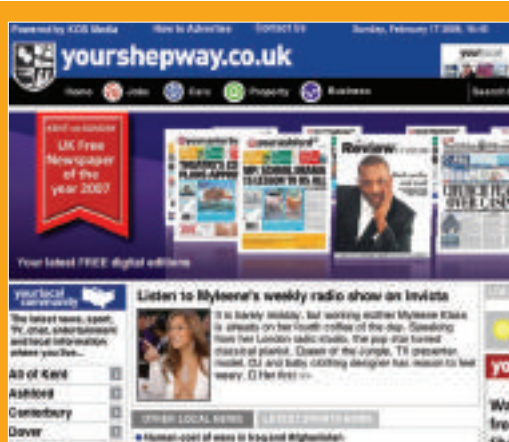 Powered by KOS Media How to Advertise Contact Us Sunday, February 17 2008, 16:45
yourshepway.co.uk
Home Jobs Cars Property Business Search
KENT on SUNDAY
UK Free
Newspaper
of the
year 2007
Review
Your latest FREE digital editions
yourlocal
community
The latest news, sport,
TV, chat, entertainment
and local information
where you live...
All of Kent
Ashford
Canterbury
Dover
Listen to Myleene's weekly radio show on Invicta
It is barely midday, but working mother Myleene Klass
is already on her fourth coffee of the day. Speaking
from her London radio studio, the pop star turned
classical pianist, Queen of the Jungle, TV presenter,
model, DJ and baby clothing designer has reason to feel
weary.
OTHER LOCAL NEWS LATEST SPORTS NEWS
Human cost of wars in Iraq and Afghanistan